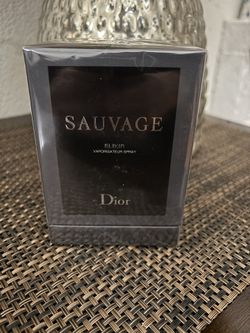 SAUVAGE
ELIXIR
VAPORISATEUR SPRAY
Dior